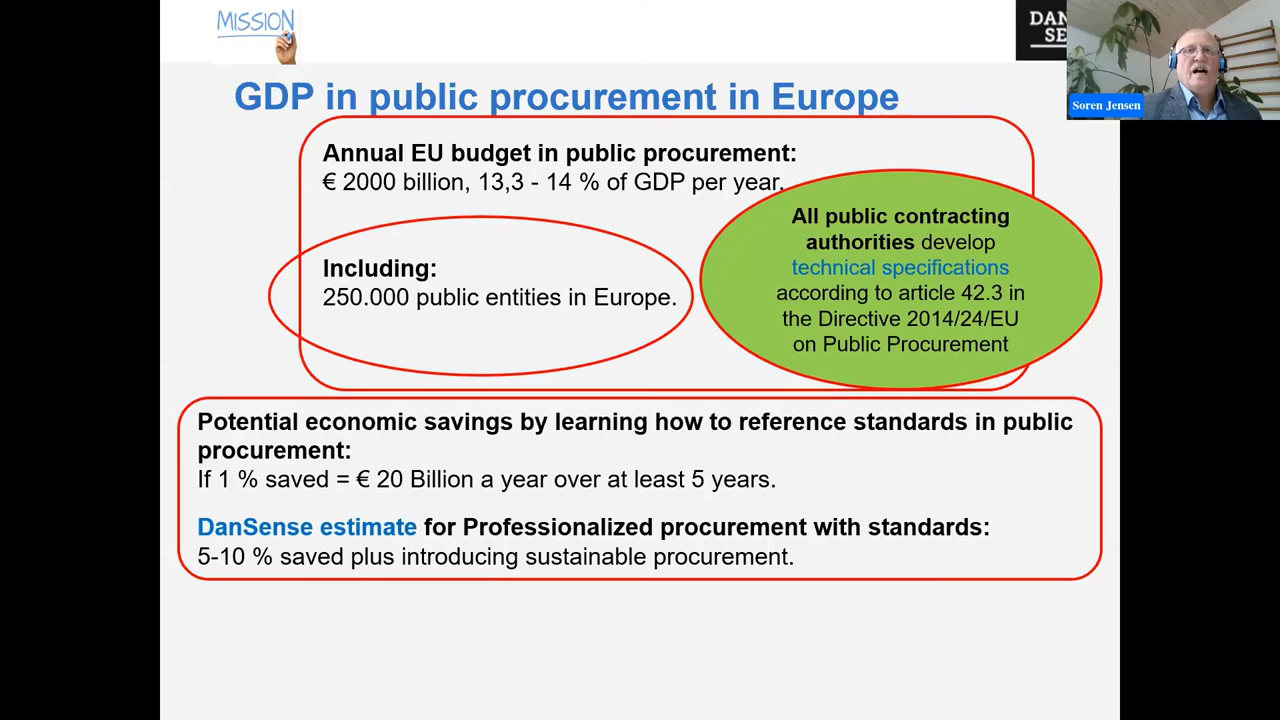 MISSION
DAN
SE
Soren Jensen
GDP in public procurement in Europe
Annual EU budget in public procurement:
€ 2000 billion, 13,3 - 14 % of GDP per year.
Including:
250.000 public entities in Europe.
All public contracting
authorities develop
technical specifications
according to article 42.3 in
the Directive 2014/24/EU
on Public Procurement
Potential economic savings by learning how to reference standards in public
procurement:
If 1 % saved = € 20 Billion a year over at least 5 years.
DanSense estimate for Professionalized procurement with standards:
5-10 % saved plus introducing sustainable procurement.